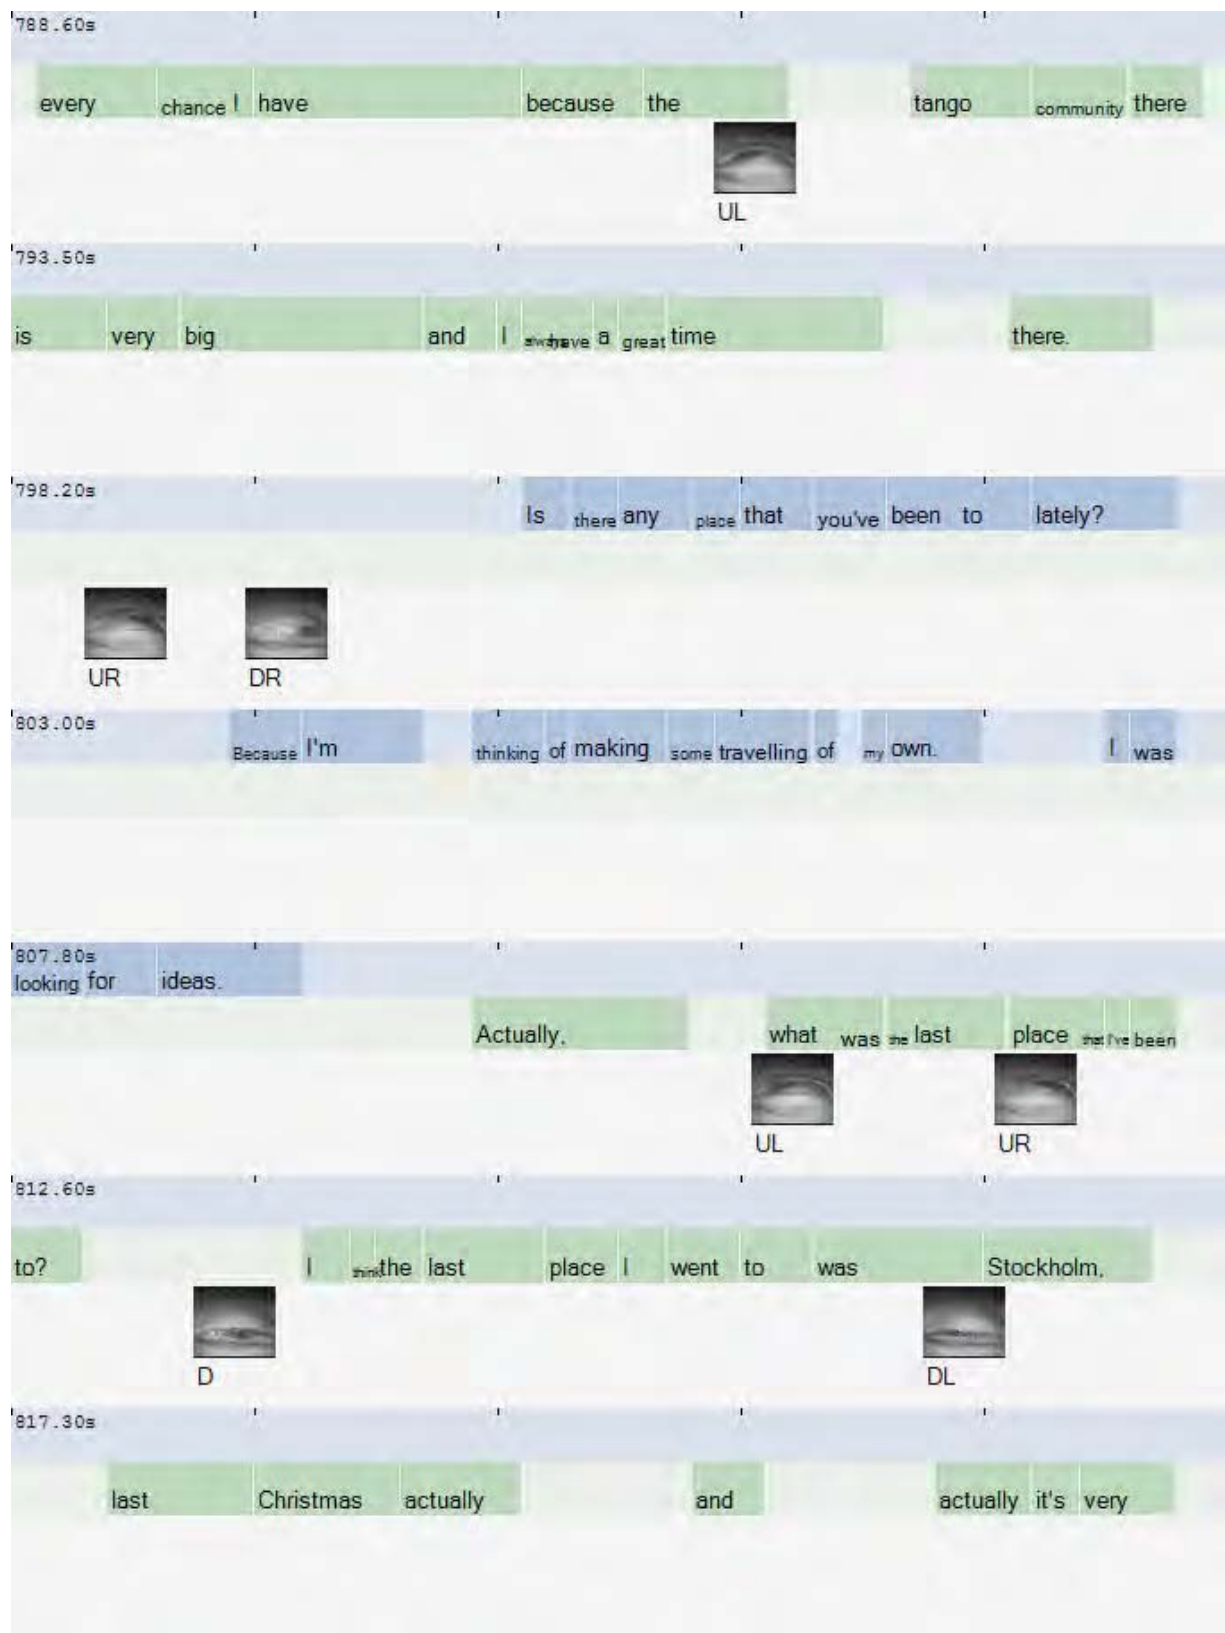 788.60s
every chance I have because the tango community there
UL
793.50s
is very big and I always have a great time there.
798.20s
Is there any place that you've been to lately?
UR DR
803.00s
Because I'm thinking of making some travelling of my own. I was
807.80s
looking for ideas.
Actually, what was the last place that I've been
UL UR
812.60s
to? I think the last place I went to was Stockholm,
D DL
817.30s
last Christmas actually and actually it's very